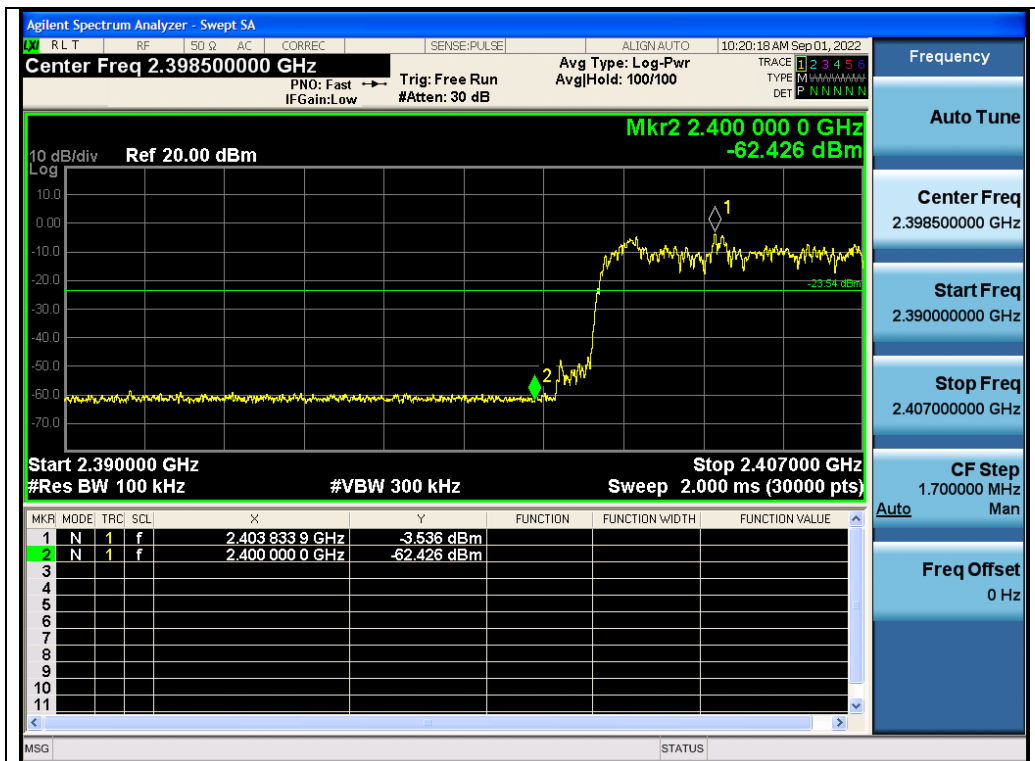 Agilent Spectrum Analyzer - Swept SA
LXI RLT RF 50 Ω AC CORREC SENSE:PULSE ALIGN AUTO 10:20:18 AM Sep 01, 2022
Center Freq 2.398500000 GHz
PNO: Fast
IFGain:Low
Trig: Free Run
#Atten: 30 dB
Avg Type: Log-Pwr
Avg|Hold: 100/100
TRACE 1 2 3 4 5 6
TYPE M
DET P N N N N N
Mkr2 2.400 000 0 GHz
-62.426 dBm
10 dB/div Ref 20.00 dBm
Log
10.0
0.00
-10.0
-20.0
-30.0
-40.0
-50.0
-60.0
-70.0
1
-23.54 dBm
2
Start 2.390000 GHz Stop 2.407000 GHz
#Res BW 100 kHz #VBW 300 kHz Sweep 2.000 ms (30000 pts)
MKR MODE TRC SCL X Y FUNCTION FUNCTION WIDTH FUNCTION VALUE
1 N 1 f 2.403 833 9 GHz -3.536 dBm
2 N 1 f 2.400 000 0 GHz -62.426 dBm
3
4
5
6
7
8
9
10
11
MSG STATUS
Frequency
Auto Tune
Center Freq
2.398500000 GHz
Start Freq
2.390000000 GHz
Stop Freq
2.407000000 GHz
CF Step
1.700000 MHz
Auto Man
Freq Offset
0 Hz